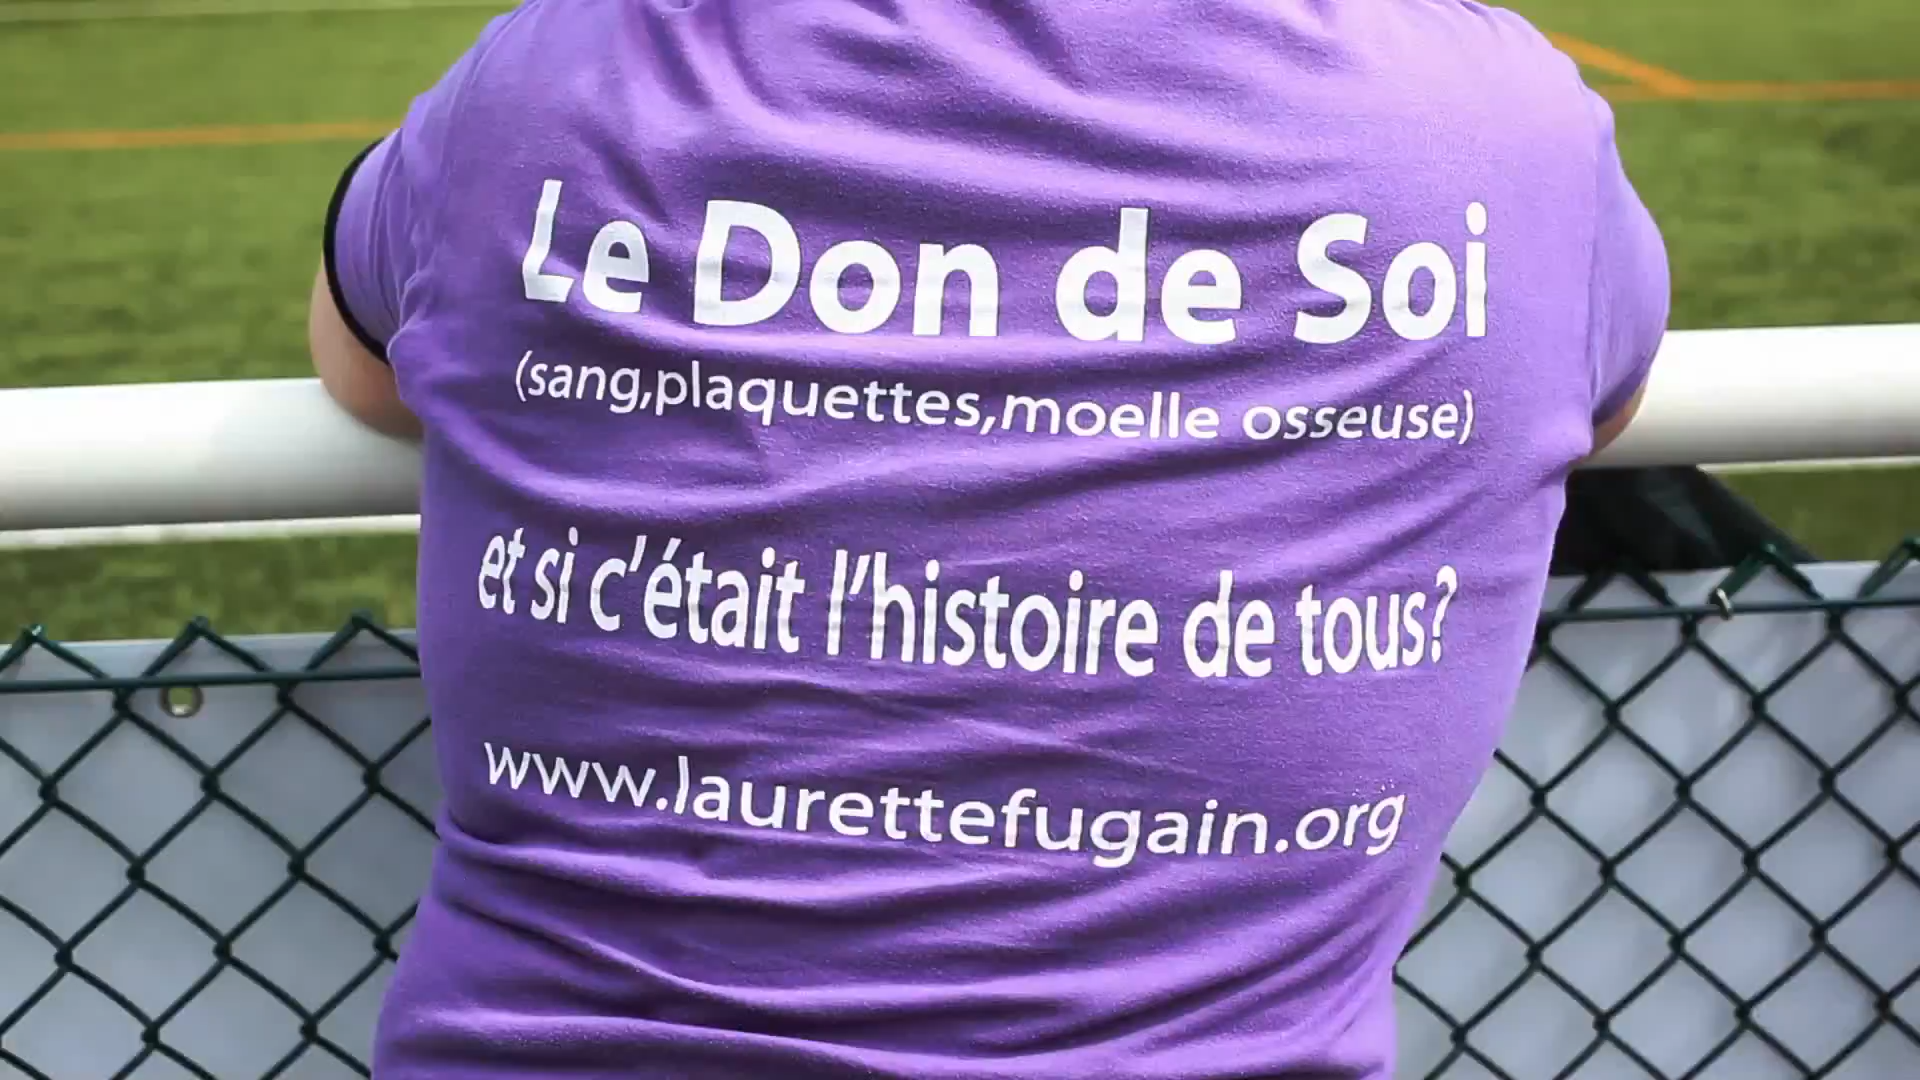 Le Don de Soi
(sang,plaquettes,moelle osseuse)
et si c'était l'histoire de tous?
www.laurettefugain.org